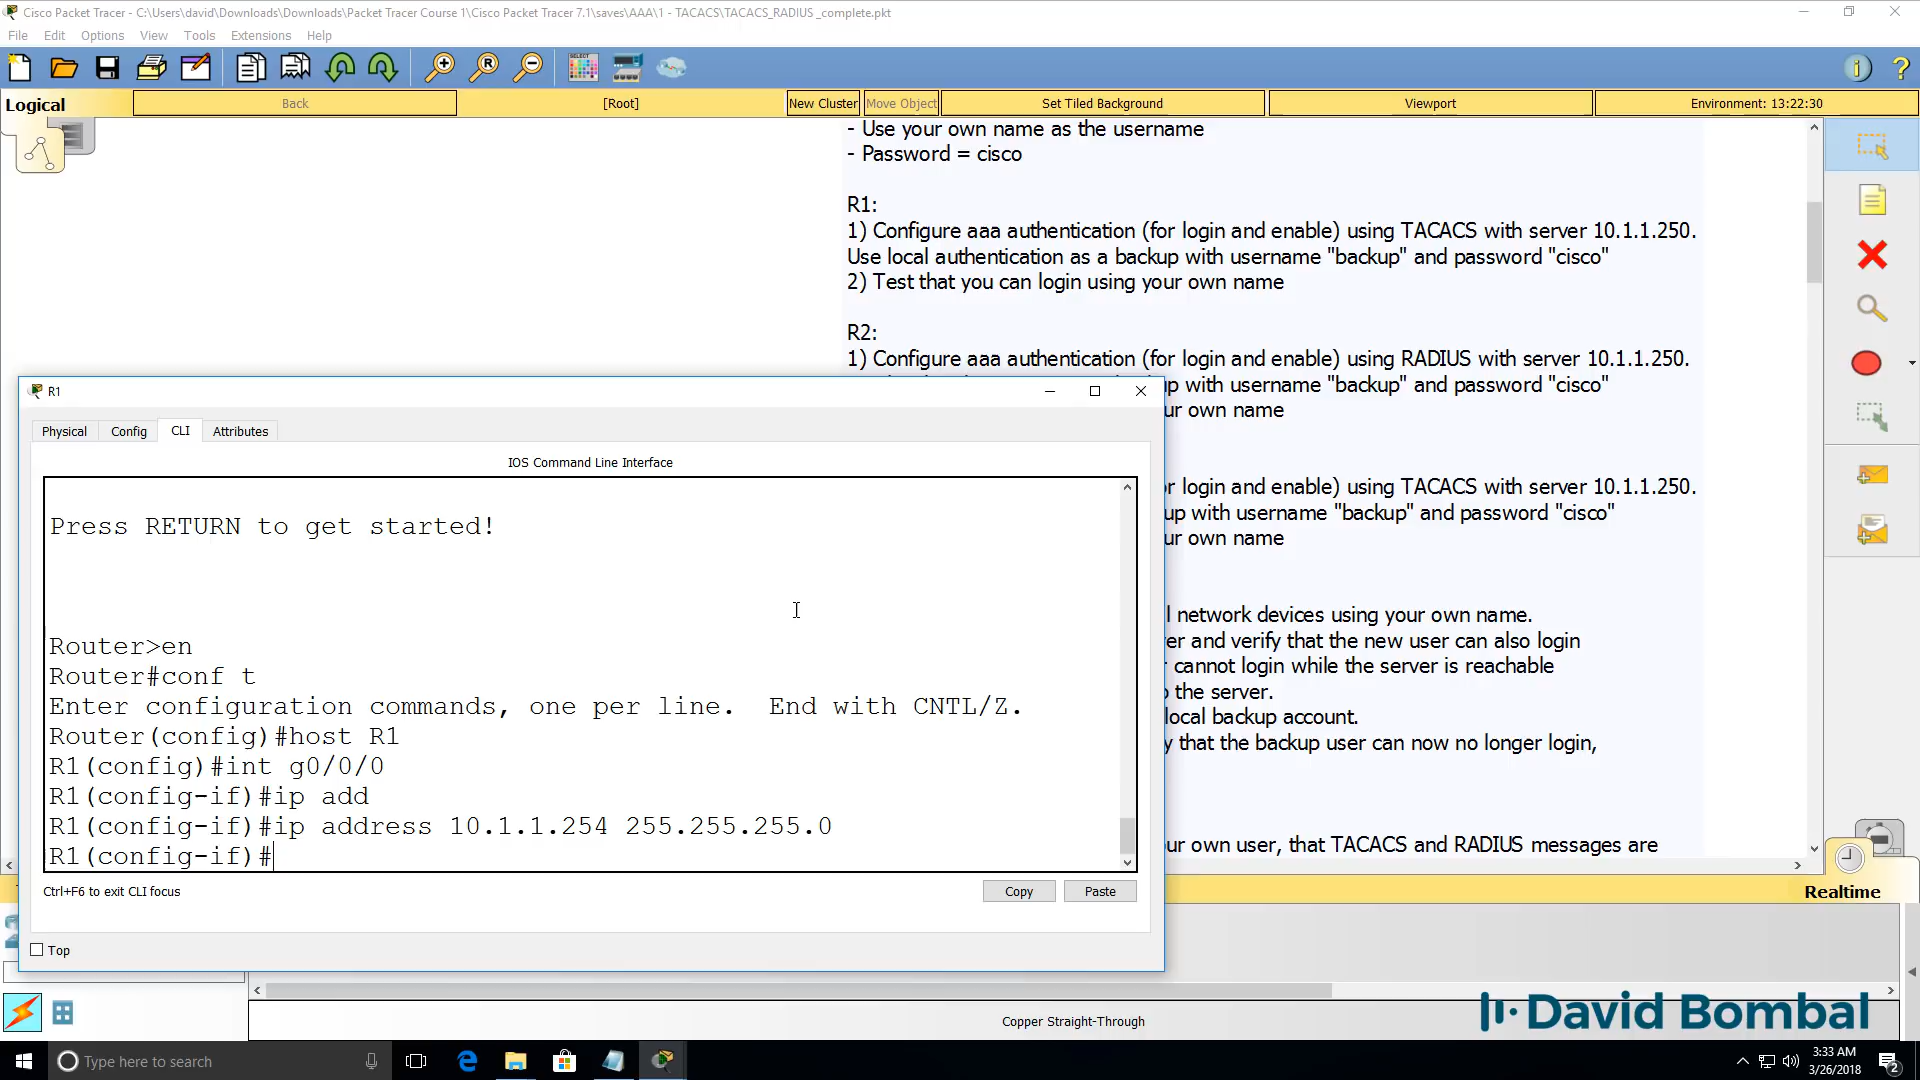 Cisco Packet Tracer - C:\Users\david\Downloads\Downloads\Packet Tracer Course 1\Cisco Packet Tracer 7.1\saves\AAA\1 - TACACS\TACACS_RADIUS _complete.pkt
File Edit Options View Tools Extensions Help
Logical Back [Root] New Cluster Move Object Set Tiled Background Viewport Environment: 13:22:30
- Use your own name as the username
- Password = cisco
R1:
1) Configure aaa authentication (for login and enable) using TACACS with server 10.1.1.250.
Use local authentication as a backup with username "backup" and password "cisco"
2) Test that you can login using your own name
R2:
1) Configure aaa authentication (for login and enable) using RADIUS with server 10.1.1.250.
up with username "backup" and password "cisco"
ur own name
or login and enable) using TACACS with server 10.1.1.250.
up with username "backup" and password "cisco"
ur own name
l network devices using your own name.
er and verify that the new user can also login
r cannot login while the server is reachable
o the server.
local backup account.
y that the backup user can now no longer login,
ur own user, that TACACS and RADIUS messages are
R1
Physical Config CLI Attributes
IOS Command Line Interface
Press RETURN to get started!
Router>en
Router#conf t
Enter configuration commands, one per line.  End with CNTL/Z.
Router(config)#host R1
R1(config)#int g0/0/0
R1(config-if)#ip add
R1(config-if)#ip address 10.1.1.254 255.255.255.0
R1(config-if)#
Ctrl+F6 to exit CLI focus
Copy Paste
Top
Realtime
Copper Straight-Through
David Bombal
Type here to search
3:33 AM
3/26/2018
2